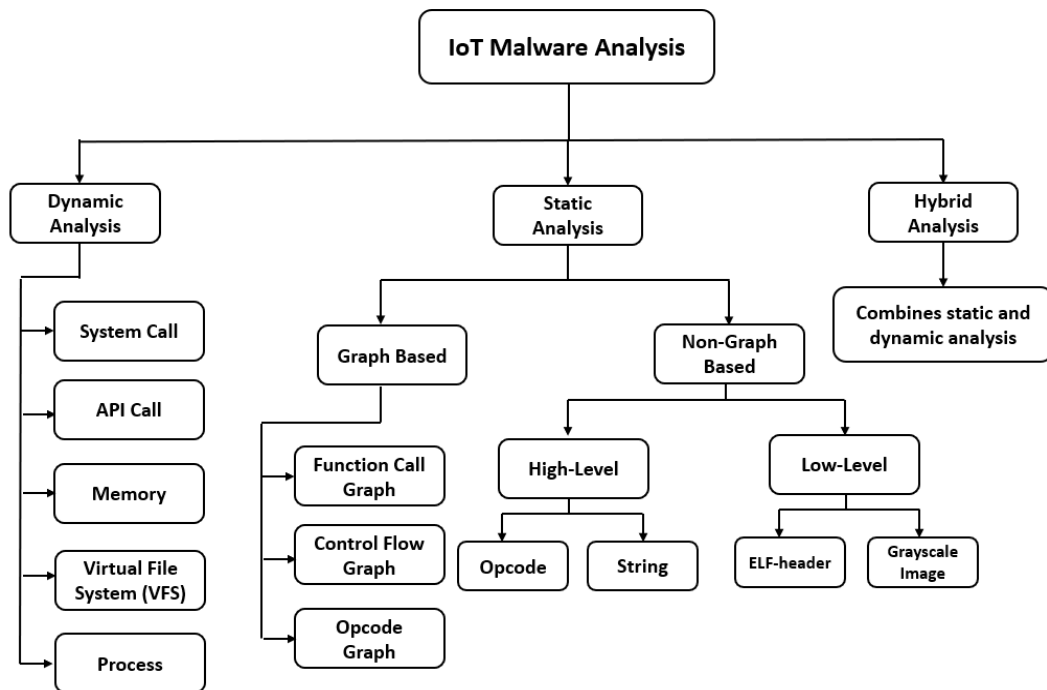 IoT Malware Analysis
Dynamic
Analysis
Static
Analysis
Hybrid
Analysis
System Call
API Call
Memory
Virtual File
System (VFS)
Process
Graph Based
Function Call
Graph
Control Flow
Graph
Opcode
Graph
Non-Graph
Based
High-Level
Opcode
String
Low-Level
ELF-header
Grayscale
Image
Combines static and
dynamic analysis